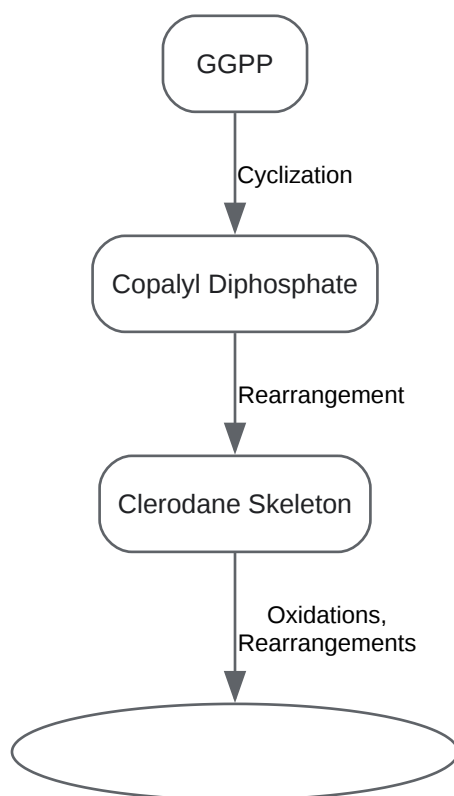 GGPP
Cyclization
Copalyl Diphosphate
Rearrangement
Clerodane Skeleton
Oxidations,
Rearrangements